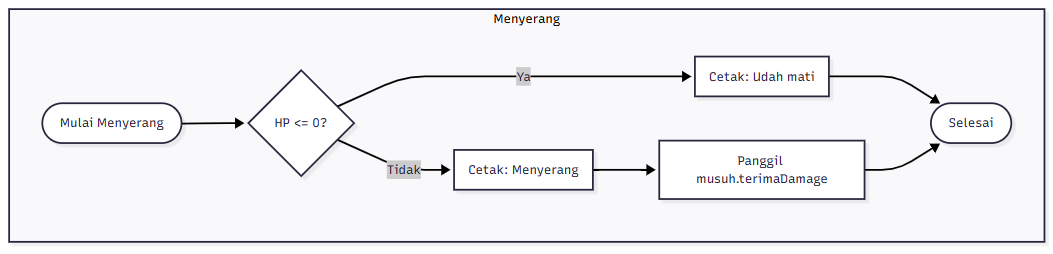 Menyerang
Mulai Menyerang
HP <= 0?
Ya
Cetak: Udah mati
Tidak
Cetak: Menyerang
Panggil
musuh.terimaDamage
Selesai